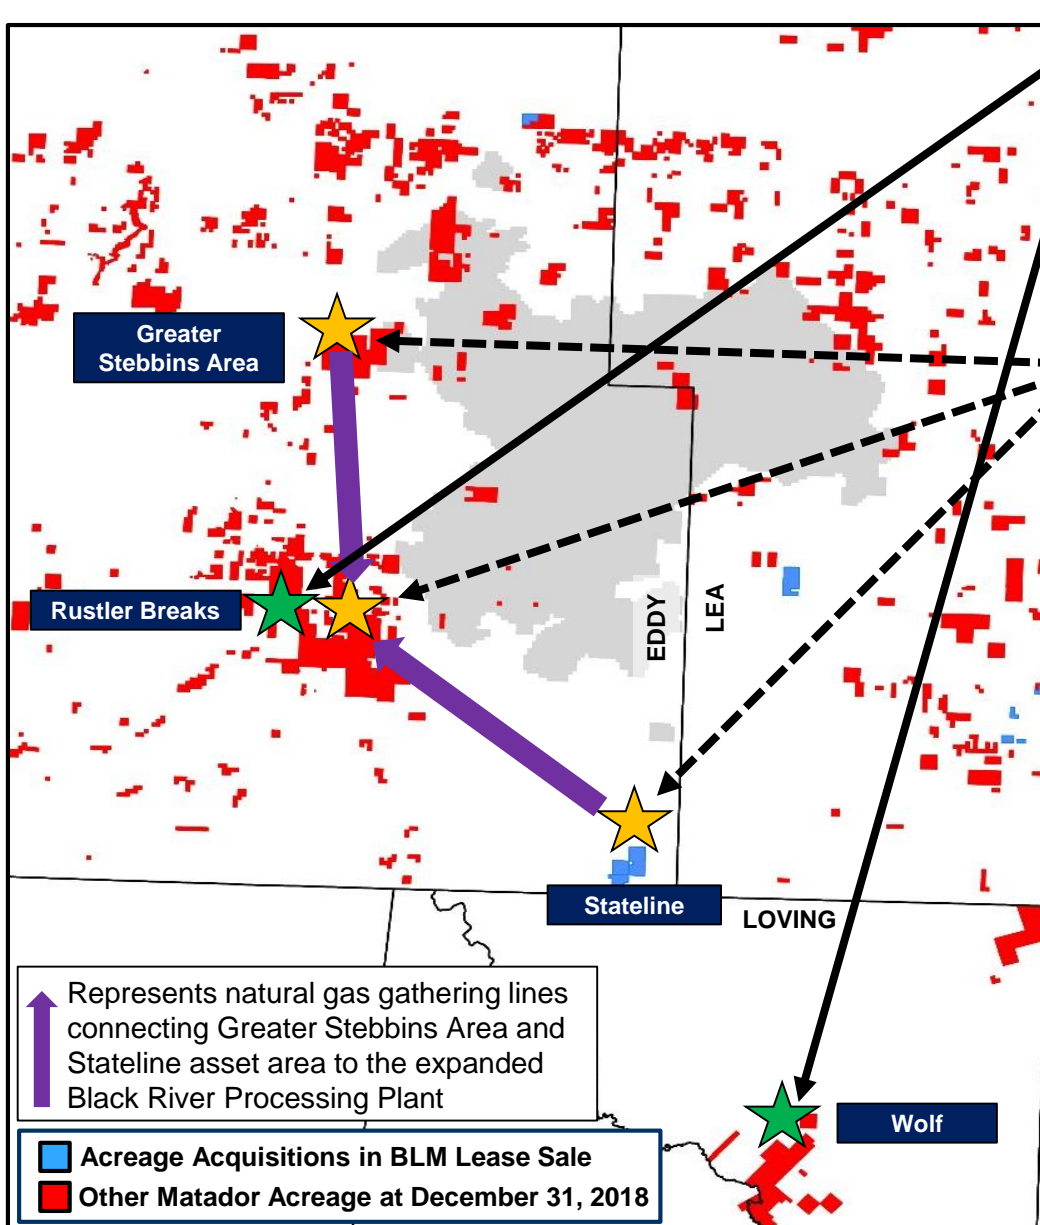 Greater
Stebbins Area
Rustler Breaks
EDDY
LEA
Stateline
LOVING
Represents natural gas gathering lines
connecting Greater Stebbins Area and
Stateline asset area to the expanded
Black River Processing Plant
Wolf
Acreage Acquisitions in BLM Lease Sale
Other Matador Acreage at December 31, 2018